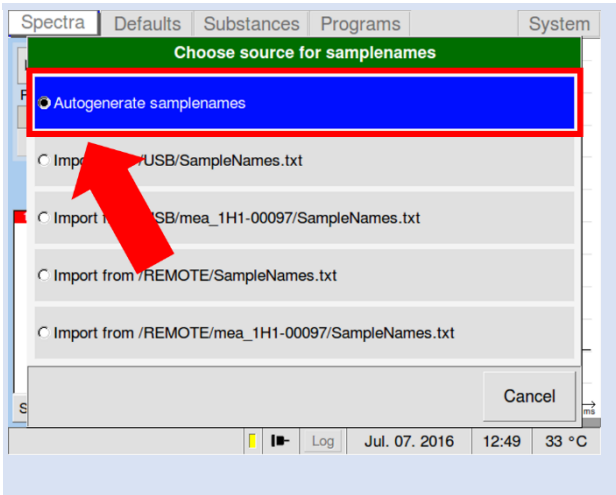 Spectra Defaults Substances Programs System
Choose source for samplenames
Autogenerate samplenames
/USB/SampleNames.txt
Import /mea_1H1-00097/SampleNames.txt
Import from /REMOTE/SampleNames.txt
Import from /REMOTE/mea_1H1-00097/SampleNames.txt
Cancel
ms
Log Jul. 07. 2016 12:49 33 °C